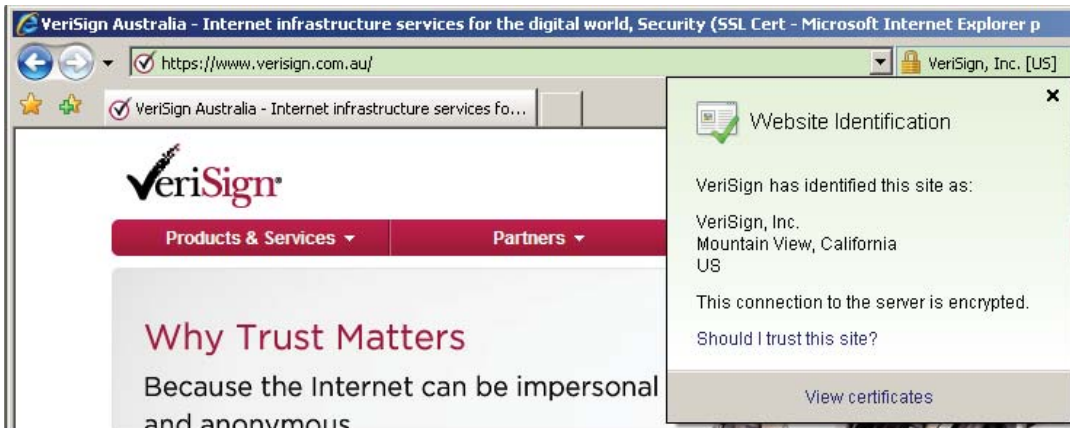 VeriSign Australia - Internet infrastructure services for the digital world, Security (SSL Cert - Microsoft Internet Explorer p
https://www.verisign.com.au/
VeriSign, Inc. [US]
VeriSign Australia - Internet infrastructure services fo...
Website Identification
VeriSign has identified this site as:
VeriSign, Inc.
Mountain View, California
US
This connection to the server is encrypted.
Should I trust this site?
View certificates
VeriSign
Products & Services
Partners
Why Trust Matters
Because the Internet can be impersonal
and anonymous